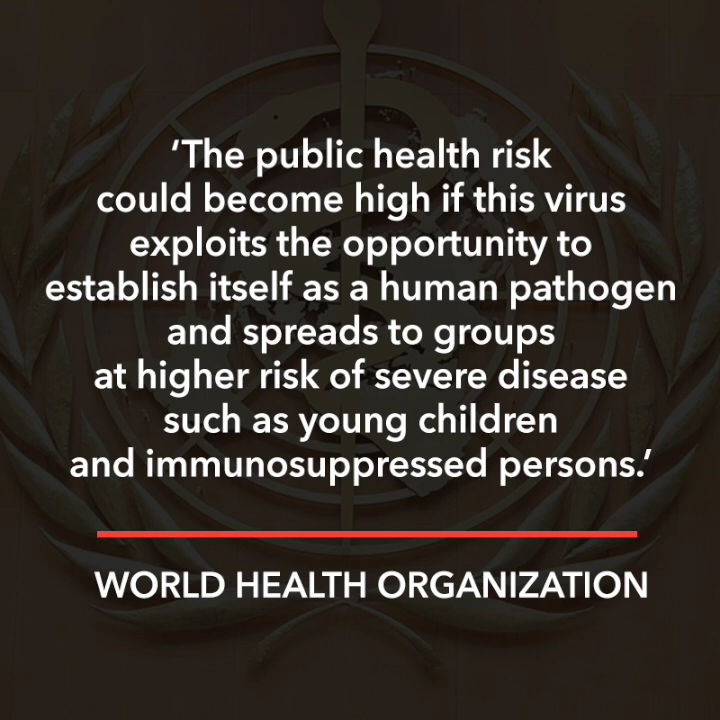 ‘The public health risk
could become high if this virus
exploits the opportunity to
establish itself as a human pathogen
and spreads to groups
at higher risk of severe disease
such as young children
and immunosuppressed persons.’
WORLD HEALTH ORGANIZATION